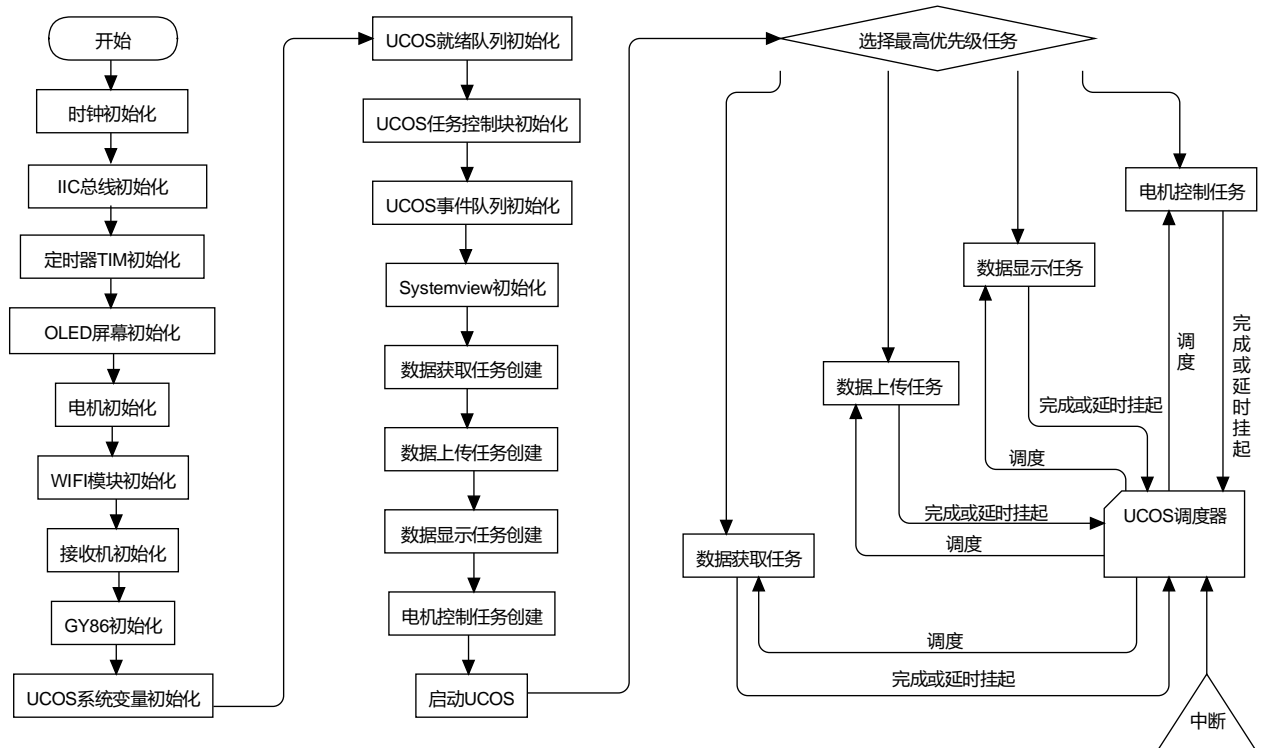 开始
时钟初始化
IIC总线初始化
定时器TIM初始化
OLED屏幕初始化
电机初始化
WIFI模块初始化
接收机初始化
GY86初始化
UCOS系统变量初始化
UCOS就绪队列初始化
UCOS任务控制块初始化
UCOS事件队列初始化
Systemview初始化
数据获取任务创建
数据上传任务创建
数据显示任务创建
电机控制任务创建
启动UCOS
选择最高优先级任务
电机控制任务
数据显示任务
数据上传任务
数据获取任务
调度
完成或延时挂起
完成或延时挂起
调度
完成或延时挂起
调度
调度
完成或延时挂起
UCOS调度器
中断